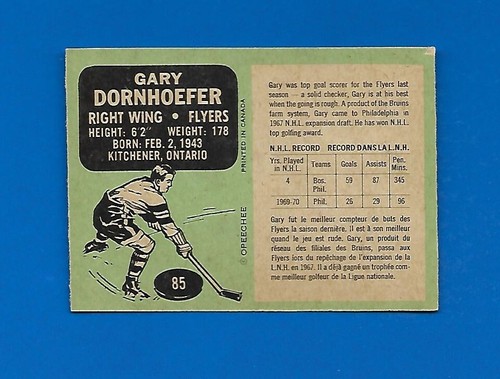 GARY
DORNHOEFER
RIGHT WING • FLYERS
HEIGHT: 6'2" WEIGHT: 178
BORN: FEB. 2, 1943
KITCHENER, ONTARIO
85
© OPEECHEE PRINTED IN CANADA
Gary was top goal scorer for the Flyers last
season — a solid checker, Gary is at his best
when the going is rough. A product of the Bruins
farm system, Gary came to Philadelphia in
1967 N.H.L. expansion draft. He has won N.H.L.
top golfing award.
N.H.L. RECORD RECORD DANS LA L.N.H.
Yrs. Played in N.H.L. Teams Goals Assists Pen. Mins.
4 Bos. Phil. 59 87 345
1969-70 Phil. 26 29 96
Gary fut le meilleur compteur de buts des
Flyers la saison dernière. Il est à son meilleur
quand le jeu est rude. Gary, un produit du
réseau des filiales des Bruins, passa aux
Flyers lors du repêchage de l'expansion de la
L.N.H. en 1967. Il a déjà gagné un trophée com-
me meilleur golfeur de la Ligue nationale.